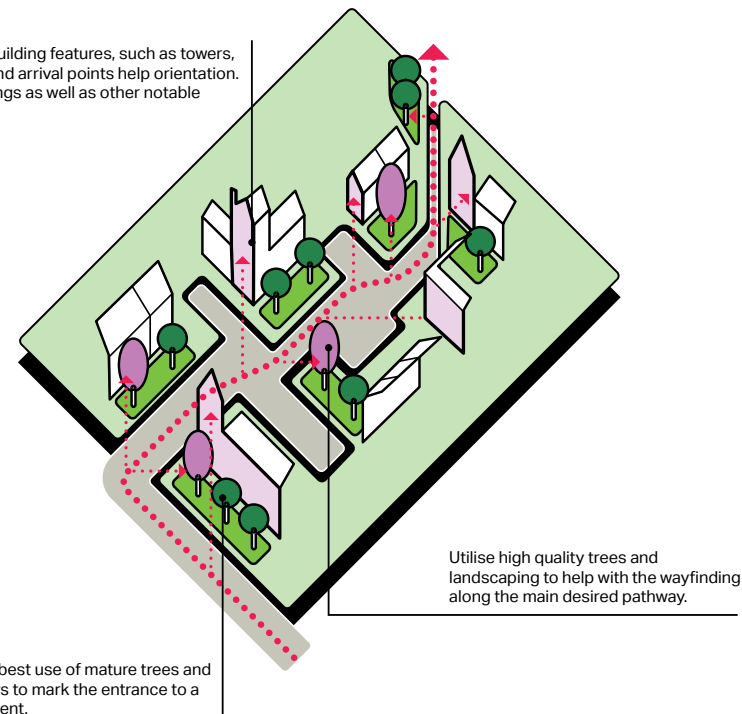 uilding features, such as towers,
nd arrival points help orientation.
ngs as well as other notable
Utilise high quality trees and
landscaping to help with the wayfinding
along the main desired pathway.
best use of mature trees and
rs to mark the entrance to a
ent.